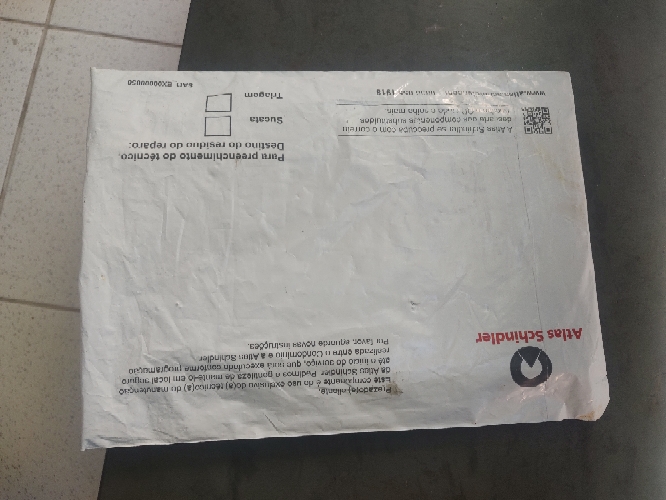 Atlas Schindler
Prezado(a) cliente,
Este componente é de uso exclusivo do(a) técnico(a) de manutenção
da Atlas Schindler. Pedimos a gentileza de mantê-lo em local seguro
até o início do serviço, que será executado conforme programação
realizada entre o Condomínio e a Atlas Schindler.
Por favor, aguarde novas instruções.
Para preenchimento do técnico.
Destino do resíduo do reparo:
Sucata
Triagem
A Atlas Schindler se preocupa com o correto
descarte dos componentes substituídos.
e saiba mais.
SAP: